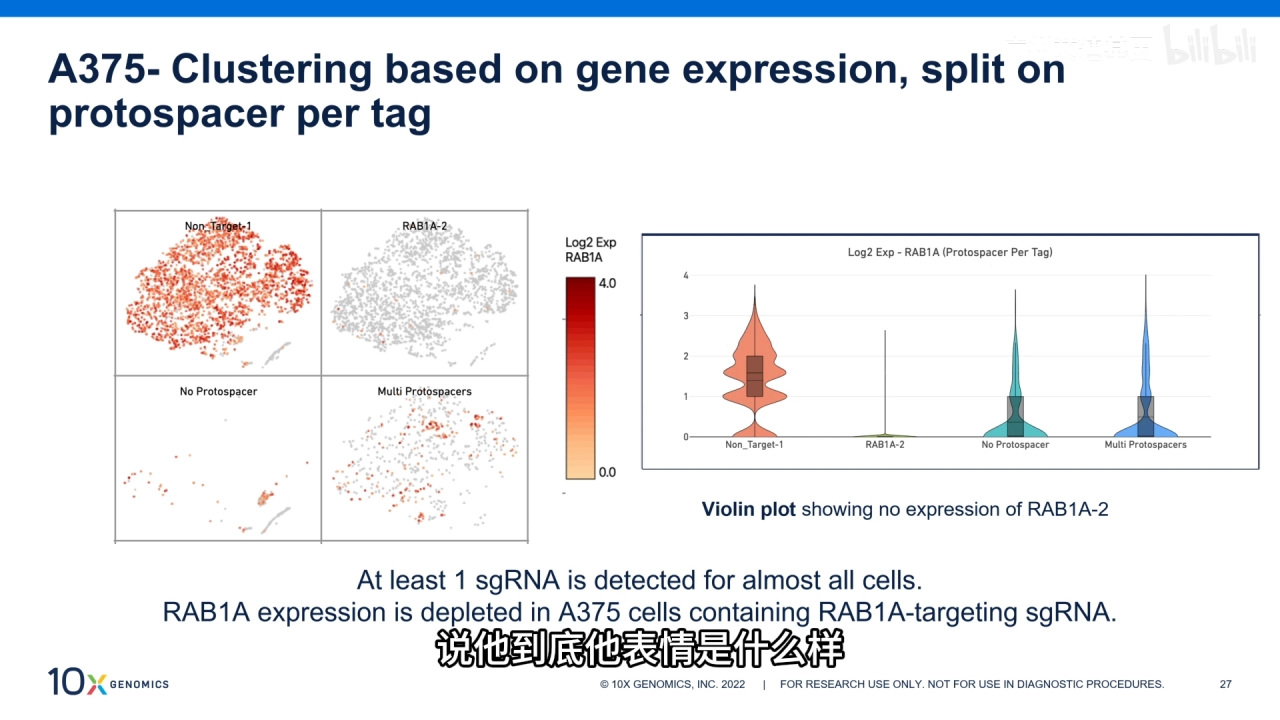 A375- Clustering based on gene expression, split on
protospacer per tag
bilibili
Non_Target-1
RAB1A-2
No Protospacer
Multi Protospacers
Log2 Exp
RAB1A
4.0
0.0
Log2 Exp - RAB1A (Protospacer Per Tag)
4
3
2
1
0
Non_Target-1
RAB1A-2
No Protospacer
Multi Protospacers
Violin plot showing no expression of RAB1A-2
At least 1 sgRNA is detected for almost all cells.
RAB1A expression is depleted in A375 cells containing RAB1A-targeting sgRNA.
说他到底他表情是什么样
10X GENOMICS
© 10X GENOMICS, INC. 2022 | FOR RESEARCH USE ONLY. NOT FOR USE IN DIAGNOSTIC PROCEDURES.
27